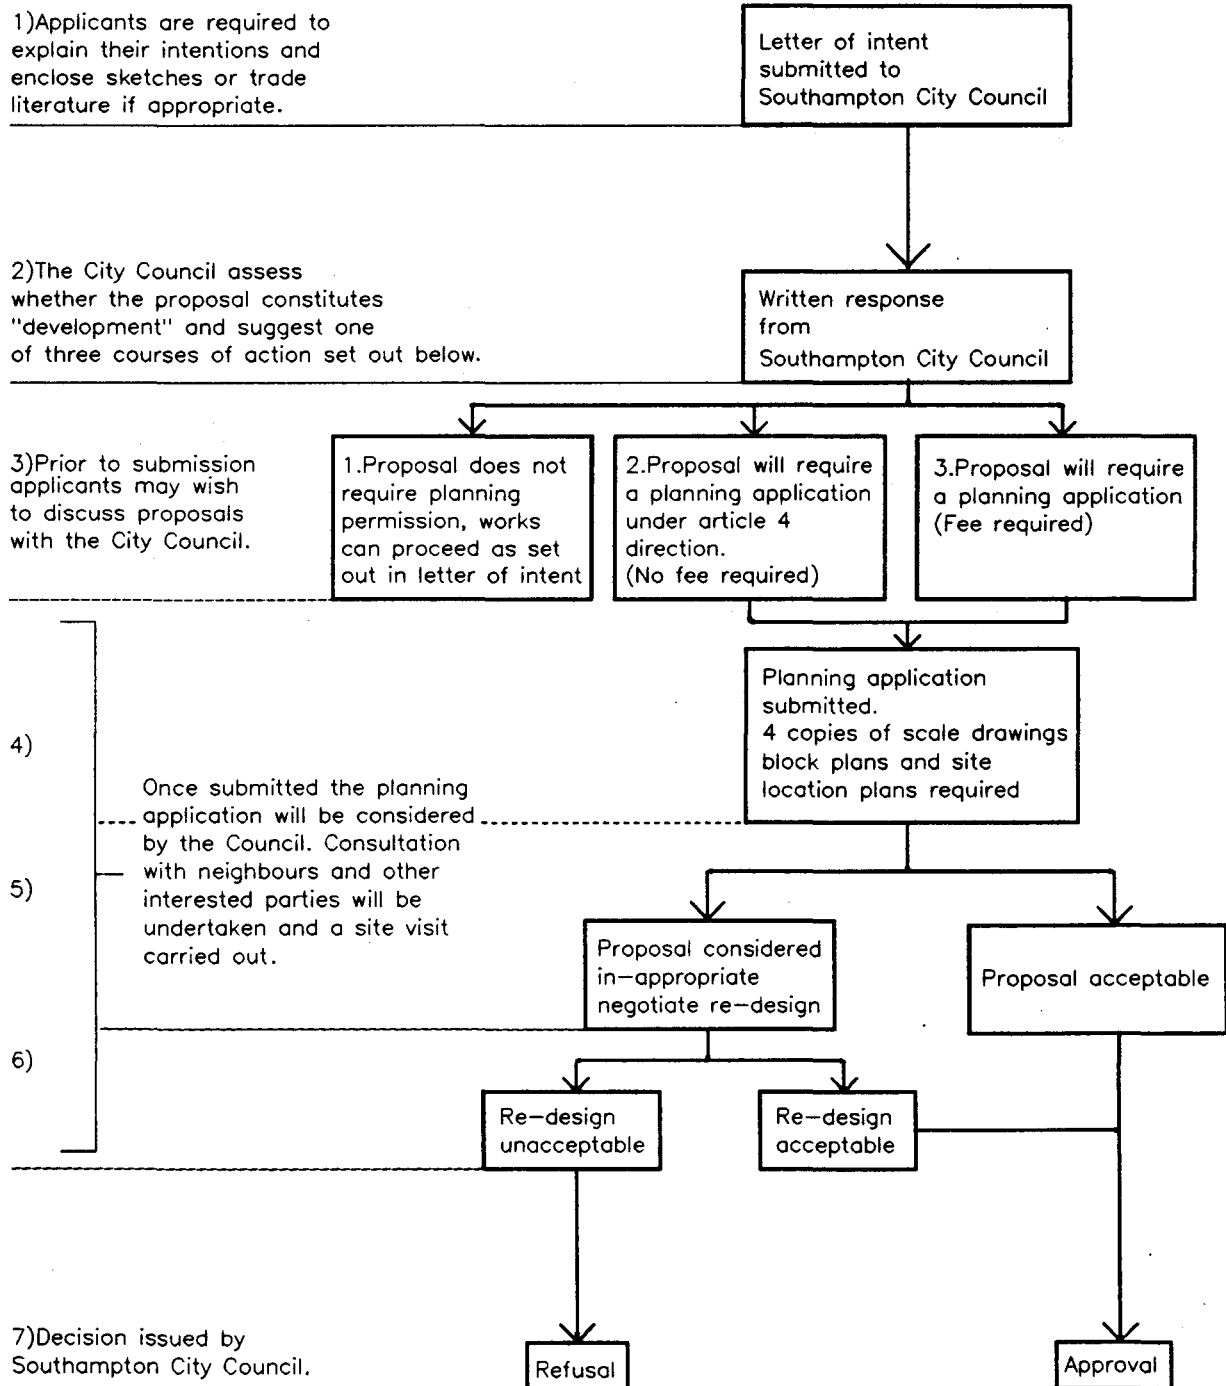 1)Applicants are required to
explain their intentions and
enclose sketches or trade
literature if appropriate.
Letter of intent
submitted to
Southampton City Council
2)The City Council assess
whether the proposal constitutes
"development" and suggest one
of three courses of action set out below.
Written response
from
Southampton City Council
3)Prior to submission
applicants may wish
to discuss proposals
with the City Council.
1.Proposal does not
require planning
permission, works
can proceed as set
out in letter of intent
2.Proposal will require
a planning application
under article 4
direction.
(No fee required)
3.Proposal will require
a planning application
(Fee required)
Planning application
submitted.
4 copies of scale drawings
block plans and site
location plans required
4)
5)
6)
Once submitted the planning
application will be considered
by the Council. Consultation
with neighbours and other
interested parties will be
undertaken and a site visit
carried out.
Proposal considered
in-appropriate
negotiate re-design
Proposal acceptable
Re-design
unacceptable
Re-design
acceptable
7)Decision issued by
Southampton City Council.
Refusal
Approval